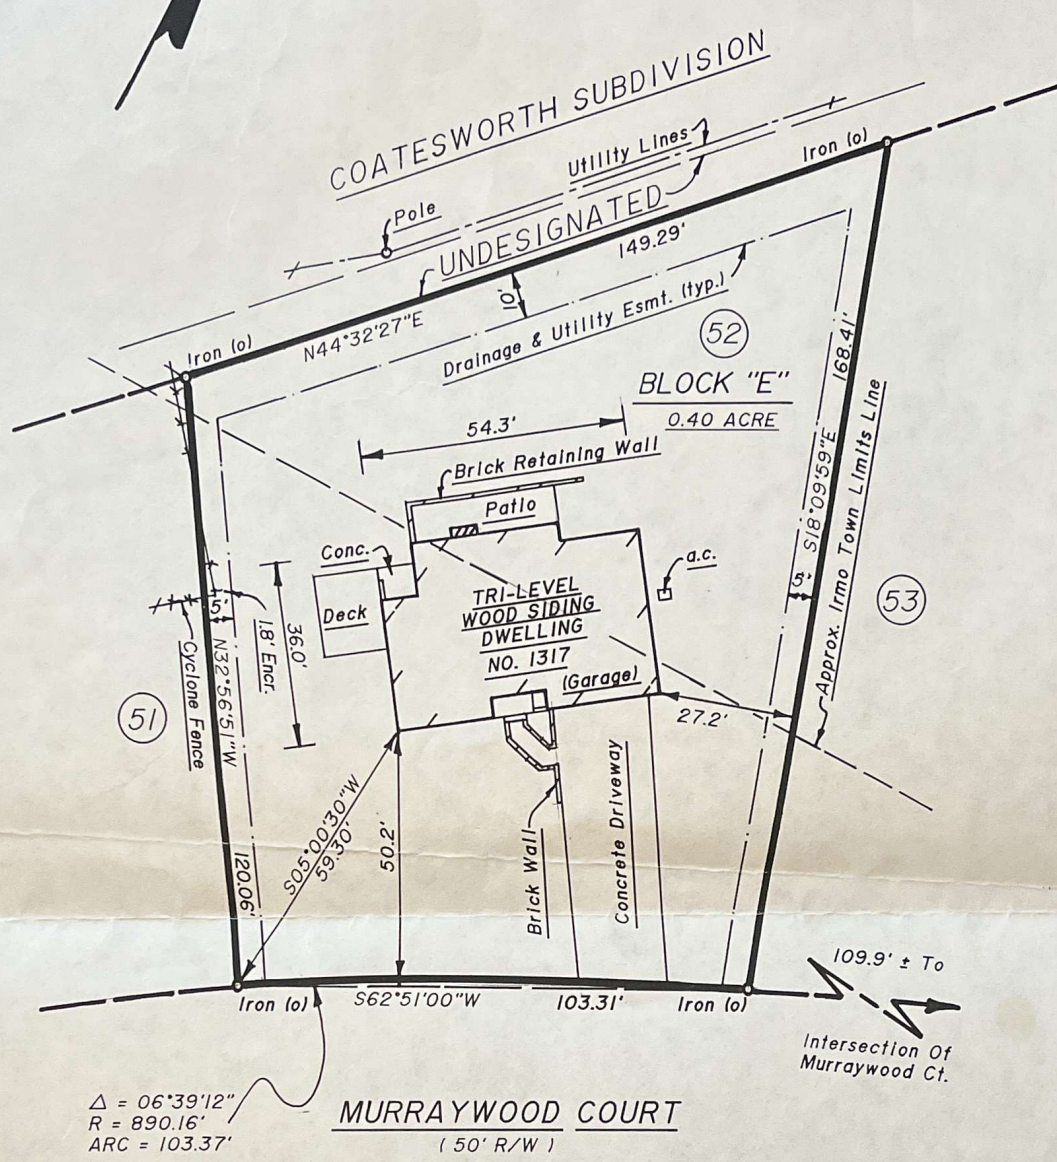 COATESWORTH SUBDIVISION
Utility Lines
Iron (o)
Pole
UNDESIGNATED
149.29'
10'
N44°32'27"E
Iron (o)
Drainage & Utility Esmt. (typ.)
52
BLOCK "E"
0.40 ACRE
168.41'
S18°09'59"E
Approx. Irmo Town Limits Line
54.3'
Brick Retaining Wall
Patio
Conc.
a.c.
Deck
TRI-LEVEL
WOOD SIDING
DWELLING
NO. 1317
(Garage)
5'
53
5'
1.8' Encr.
36.0'
Cyclone Fence
N32°56'51"W
51
27.2'
S05°00'30"W
59.30'
50.2'
Brick Wall
Concrete Driveway
120.06'
109.9' ± To
Intersection Of
Murraywood Ct.
Iron (o)
S62°51'00"W
103.31'
Iron (o)
Δ = 06°39'12"
R = 890.16'
ARC = 103.37'
MURRAYWOOD COURT
( 50' R/W )